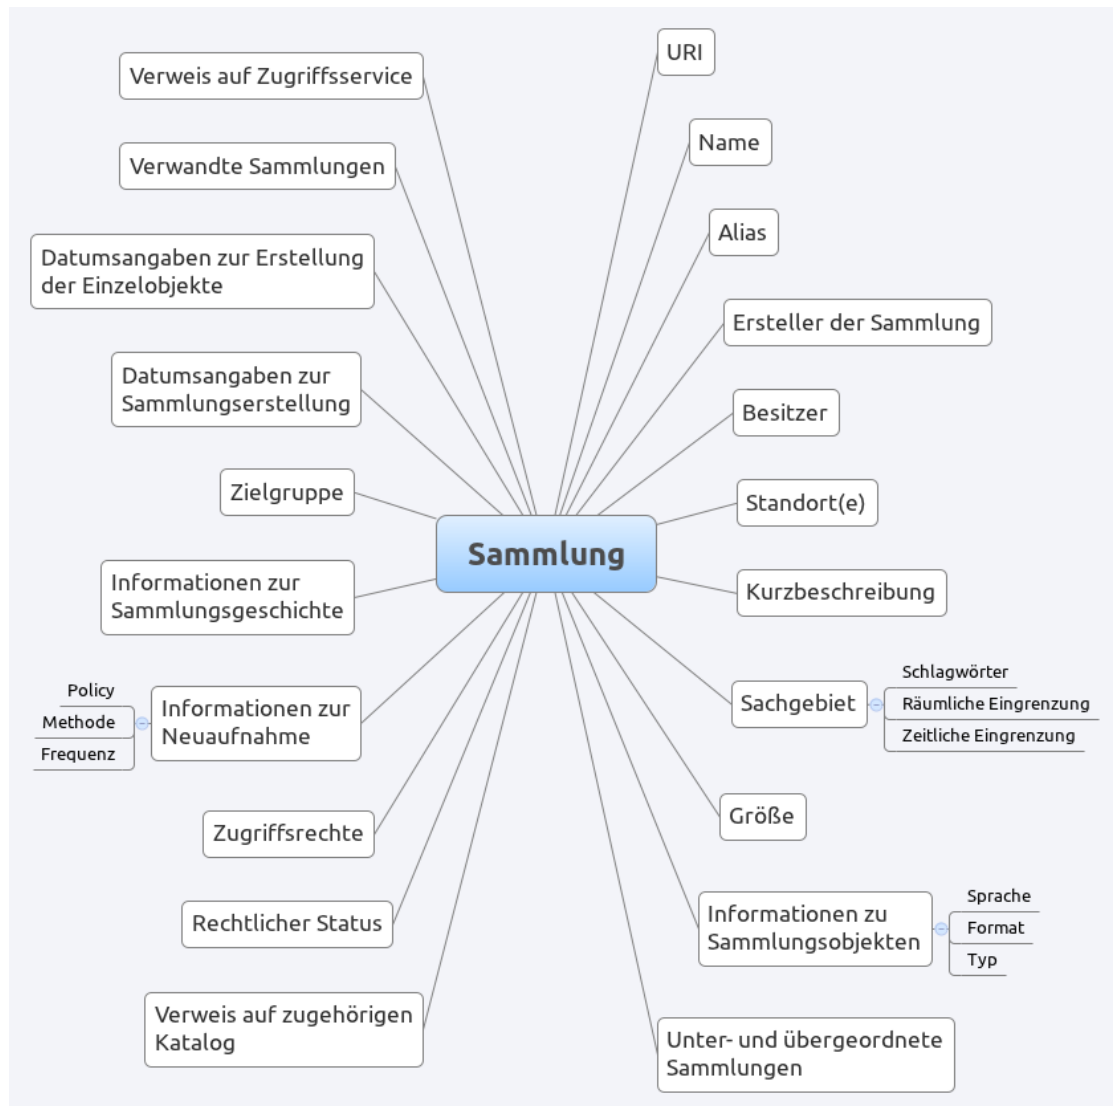 URI
Name
Alias
Ersteller der Sammlung
Besitzer
Standort(e)
Kurzbeschreibung
Sachgebiet
Schlagwörter
Räumliche Eingrenzung
Zeitliche Eingrenzung
Größe
Informationen zu
Sammlungsobjekten
Sprache
Format
Typ
Unter- und übergeordnete
Sammlungen
Sammlung
Verweis auf Zugriffsservice
Verwandte Sammlungen
Datumsangaben zur Erstellung
der Einzelobjekte
Datumsangaben zur
Sammlungserstellung
Zielgruppe
Informationen zur
Sammlungsgeschichte
Informationen zur
Neuaufnahme
Policy
Methode
Frequenz
Zugriffsrechte
Rechtlicher Status
Verweis auf zugehörigen
Katalog